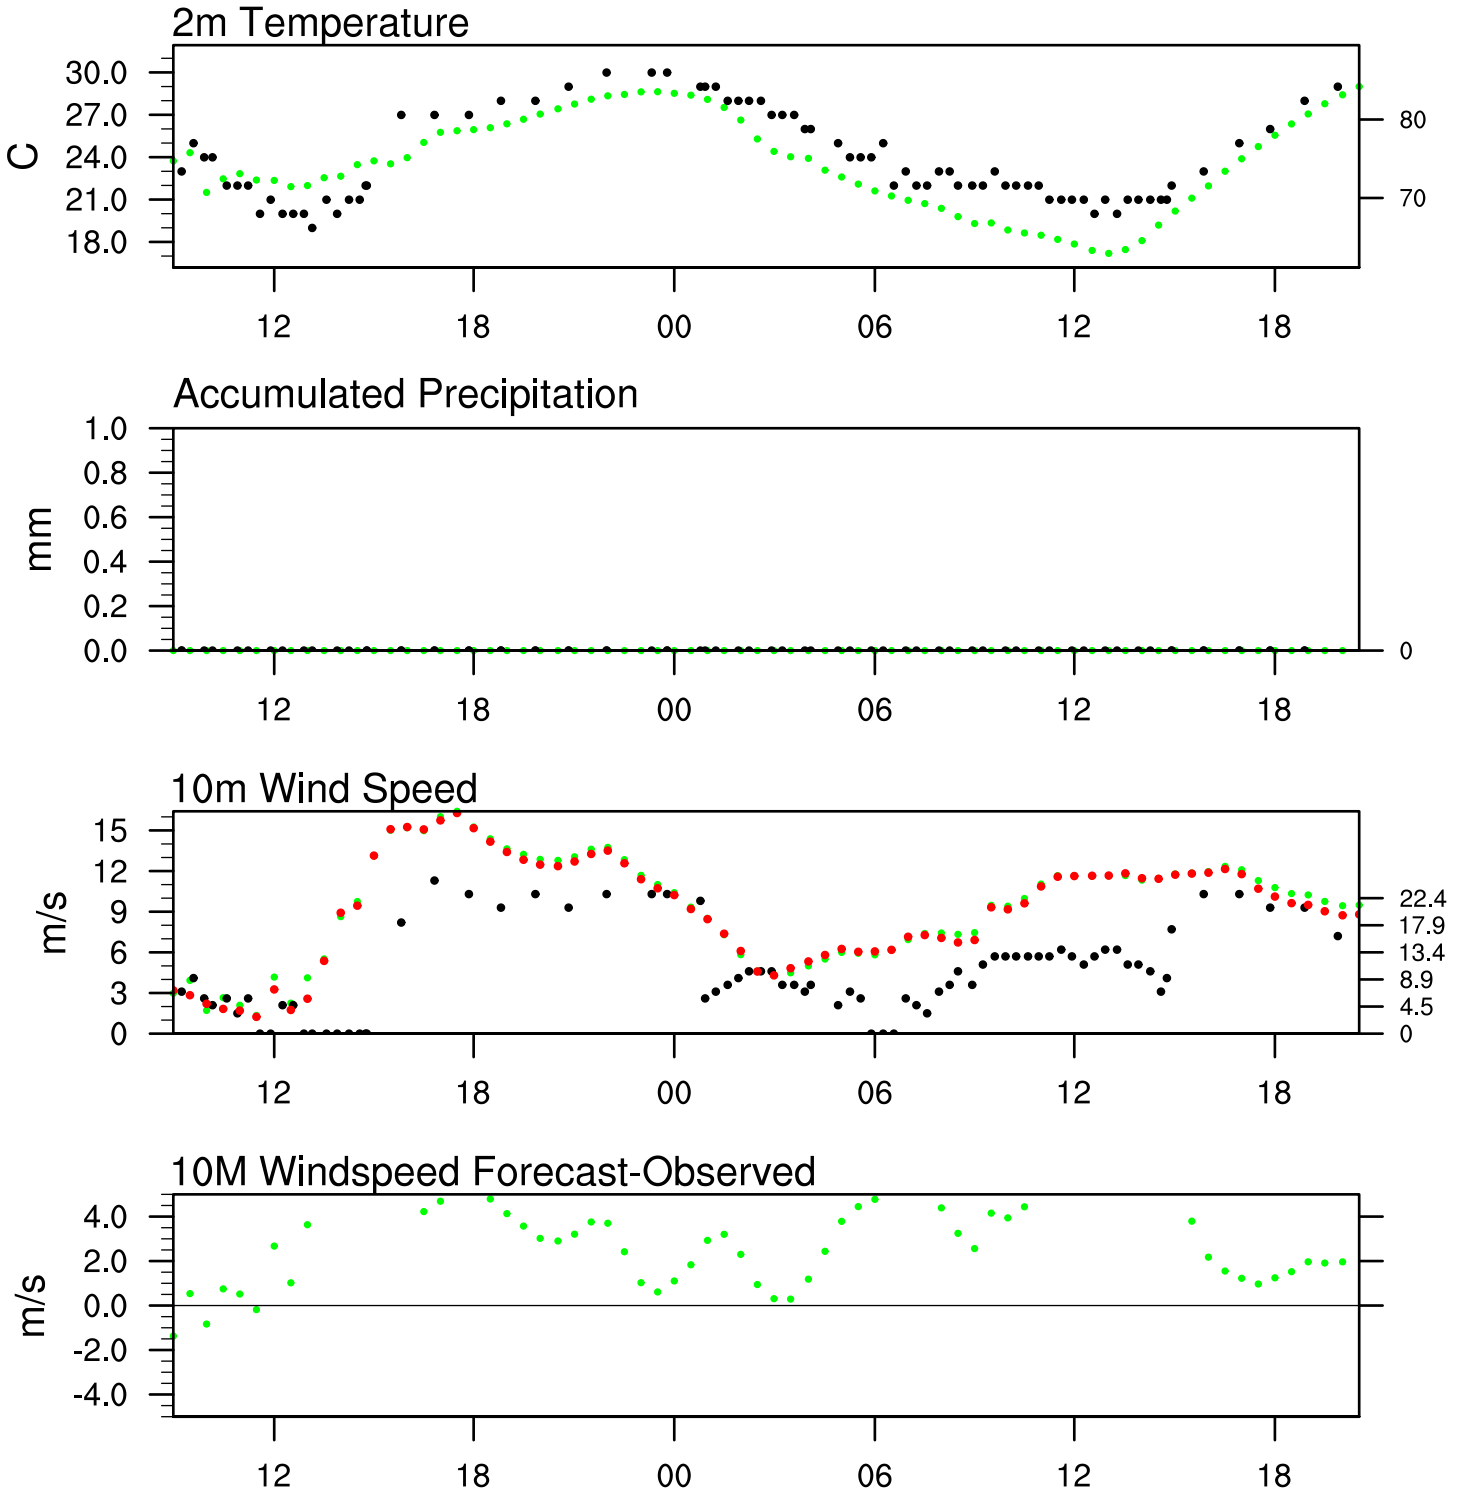 2m Temperature
30.0
27.0
24.0
21.0
18.0
C
80
70
12 18 00 06 12 18
Accumulated Precipitation
1.0
0.8
0.6
0.4
0.2
0.0
mm
0
12 18 00 06 12 18
10m Wind Speed
15
12
9
6
3
0
m/s
22.4
17.9
13.4
8.9
4.5
0
12 18 00 06 12 18
10M Windspeed Forecast-Observed
4.0
2.0
0.0
-2.0
-4.0
m/s
12 18 00 06 12 18